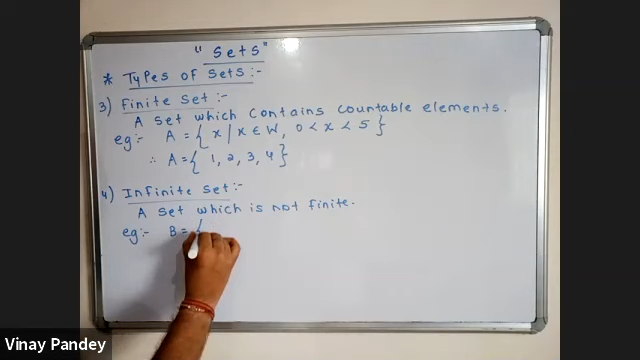 "Sets"
* Types of Sets:-
3) Finite Set:-
A Set which contains countable elements.
eg:- A = { x | x ∈ W, 0 < x < 5 }
∴ A = { 1, 2, 3, 4 }
4) Infinite Set:-
A Set which is not finite.
eg:- B = {
Vinay Pandey